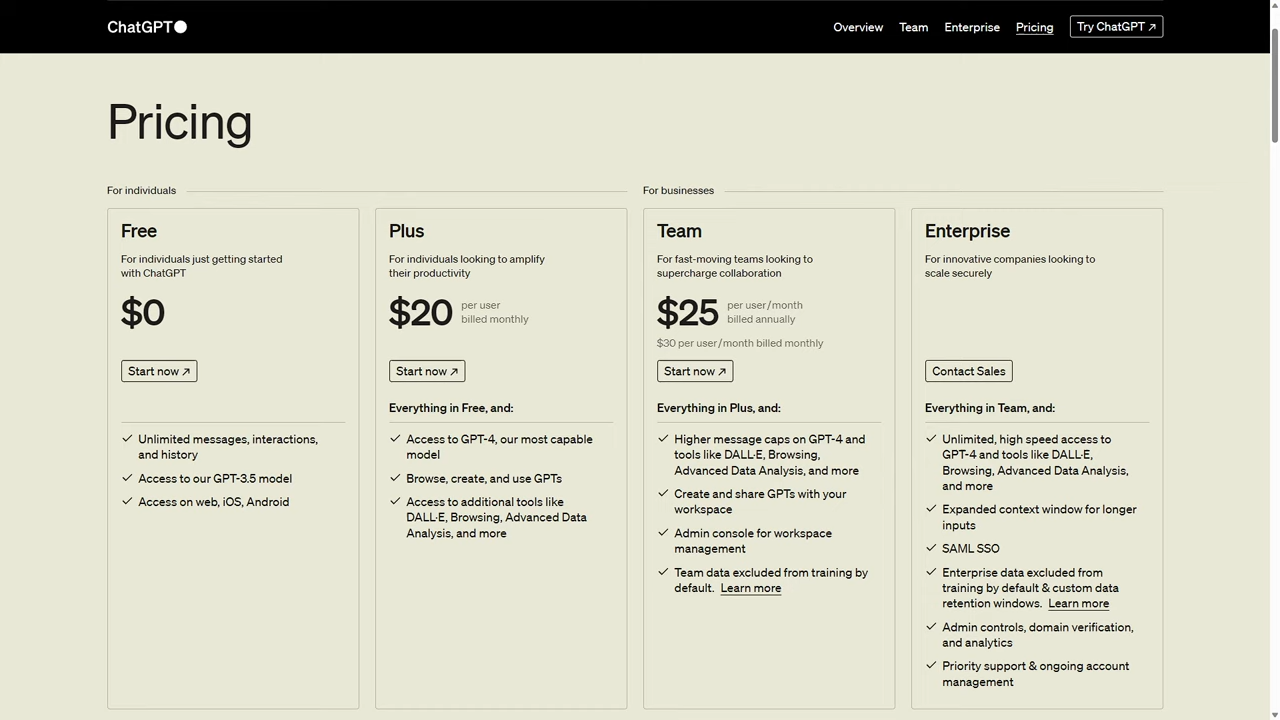 ChatGPT
Overview
Team
Enterprise
Pricing
Try ChatGPT ↗
Pricing
For individuals
For businesses
Free
For individuals just getting started
with ChatGPT
$0
Start now ↗
Unlimited messages, interactions,
and history
Access to our GPT-3.5 model
Access on web, iOS, Android
Plus
For individuals looking to amplify
their productivity
$20
per user
billed monthly
Start now ↗
Everything in Free, and:
Access to GPT-4, our most capable
model
Browse, create, and use GPTs
Access to additional tools like
DALL·E, Browsing, Advanced Data
Analysis, and more
Team
For fast-moving teams looking to
supercharge collaboration
$25
per user/month
billed annually
$30 per user/month billed monthly
Start now ↗
Everything in Plus, and:
Higher message caps on GPT-4 and
tools like DALL·E, Browsing,
Advanced Data Analysis, and more
Create and share GPTs with your
workspace
Admin console for workspace
management
Team data excluded from training by
default. Learn more
Enterprise
For innovative companies looking to
scale securely
Contact Sales
Everything in Team, and:
Unlimited, high speed access to
GPT-4 and tools like DALL·E,
Browsing, Advanced Data Analysis,
and more
Expanded context window for longer
inputs
SAML SSO
Enterprise data excluded from
training by default & custom data
retention windows. Learn more
Admin controls, domain verification,
and analytics
Priority support & ongoing account
management